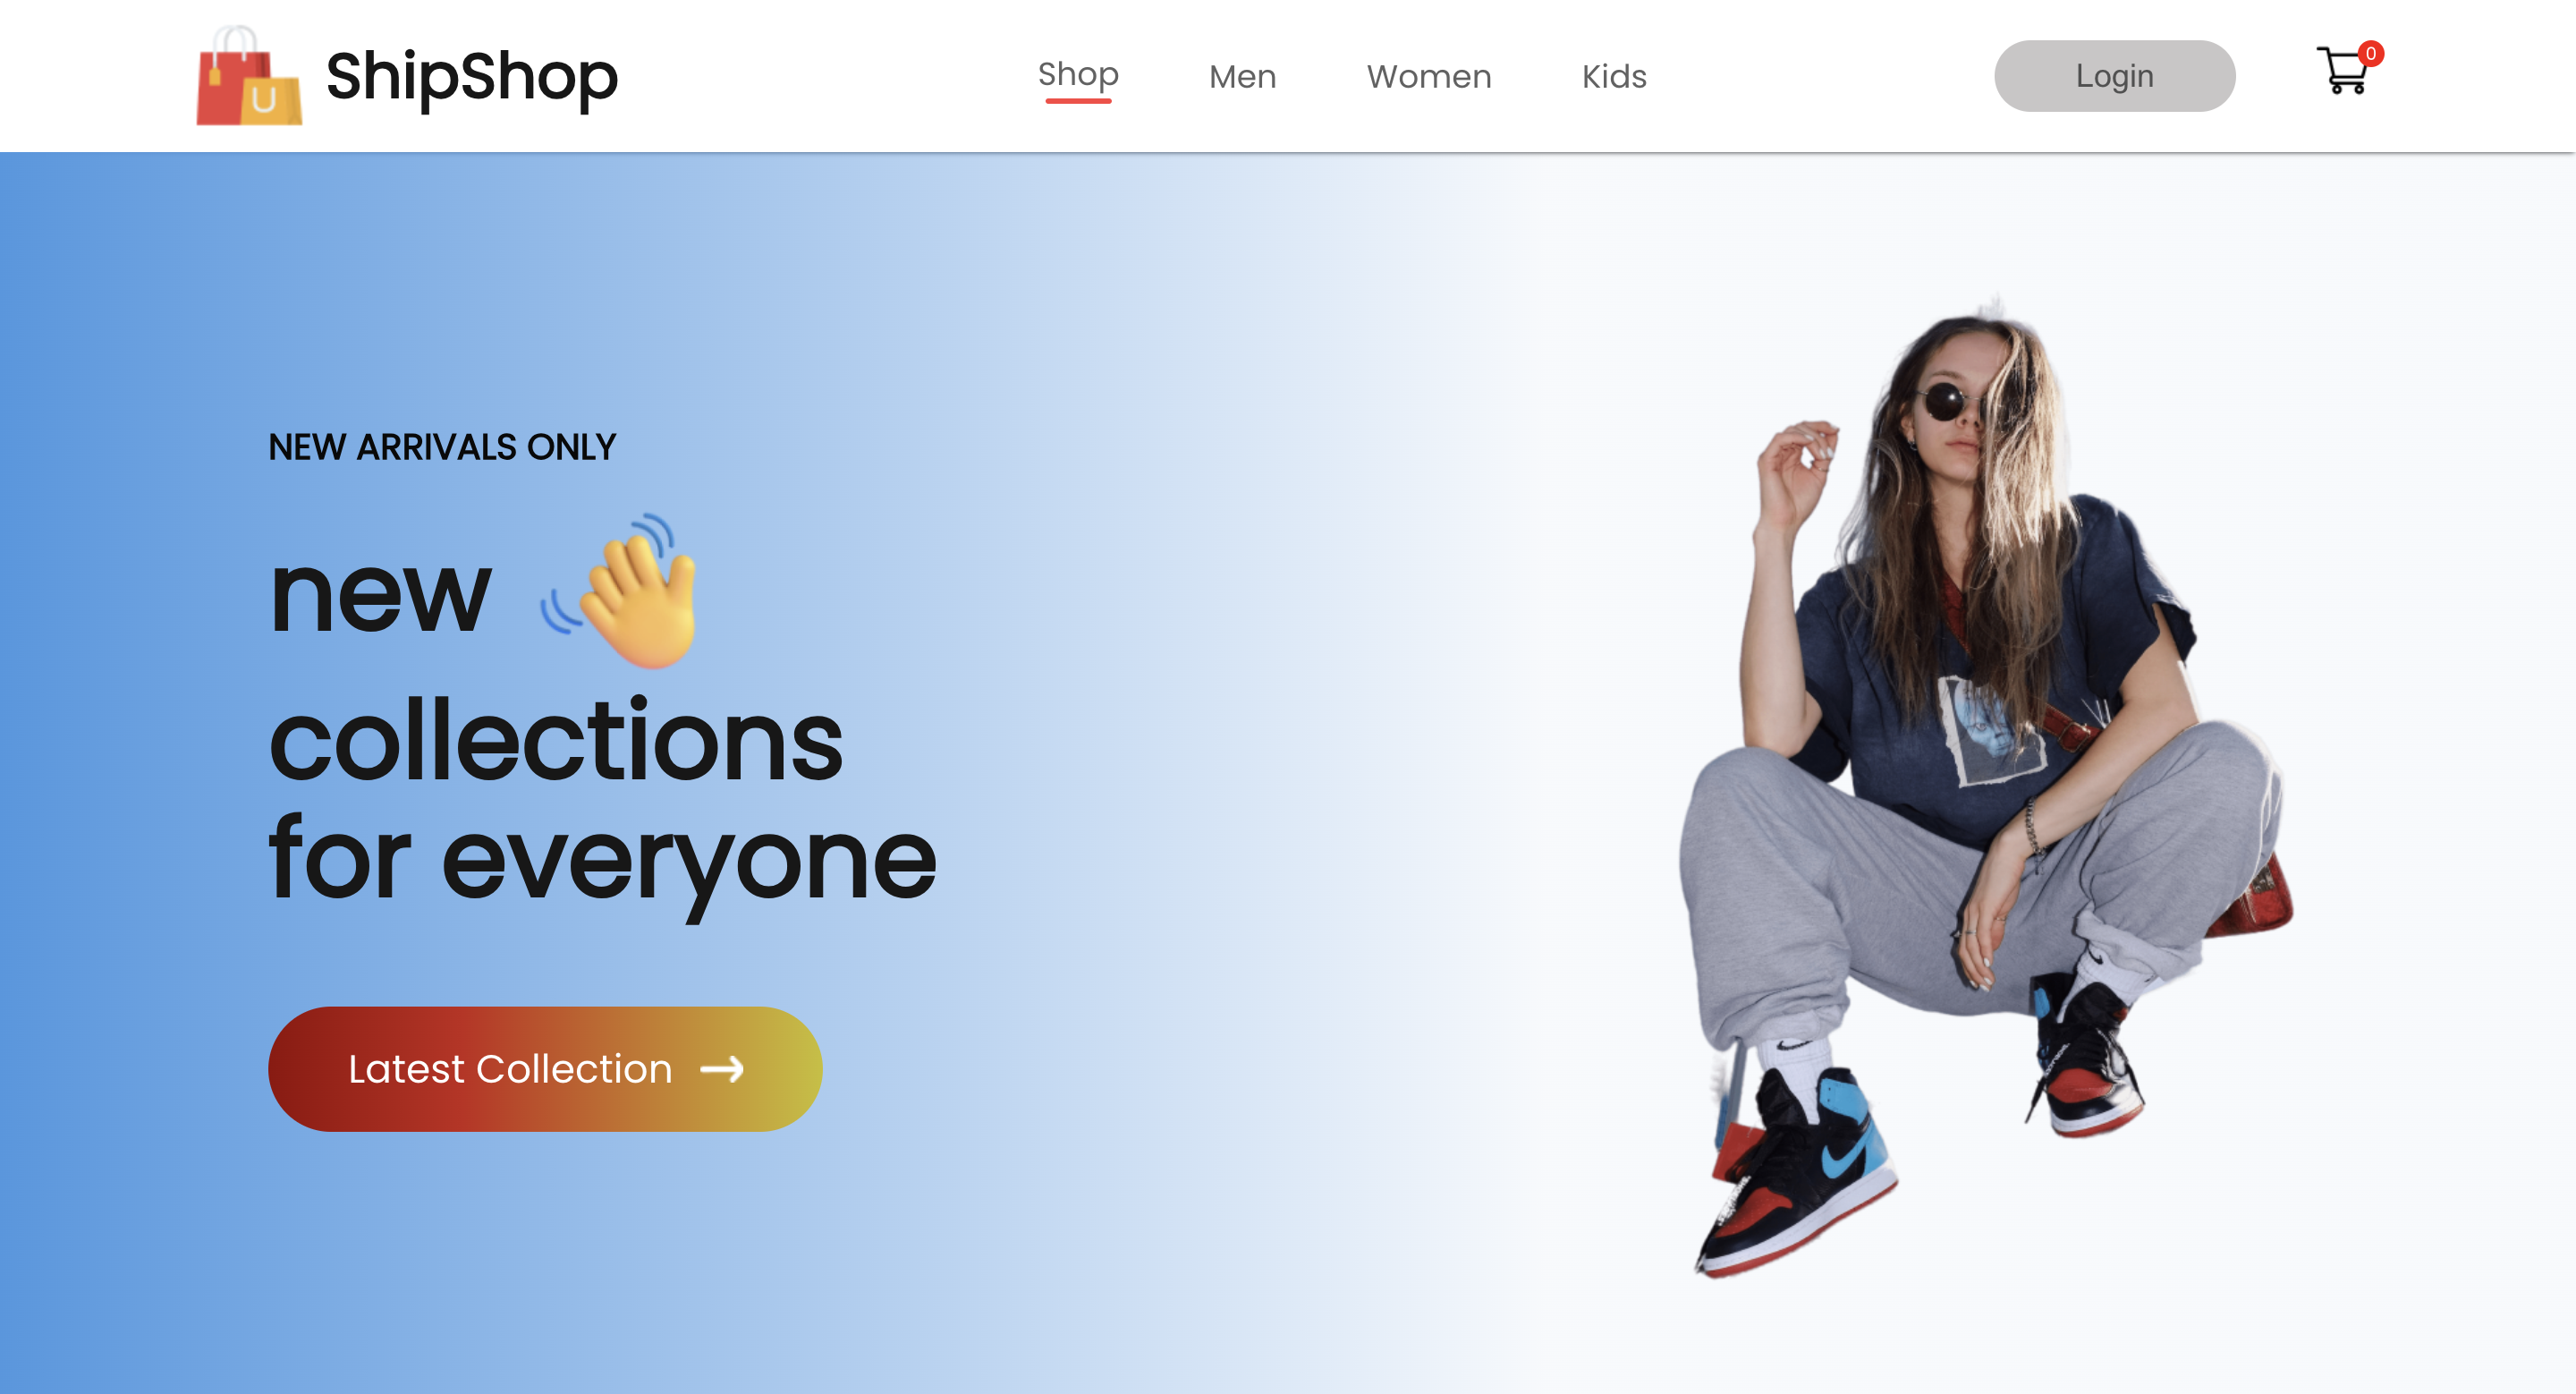 U
ShipShop
Shop
Men
Women
Kids
Login
0
NEW ARRIVALS ONLY
new
collections
for everyone
Latest Collection →